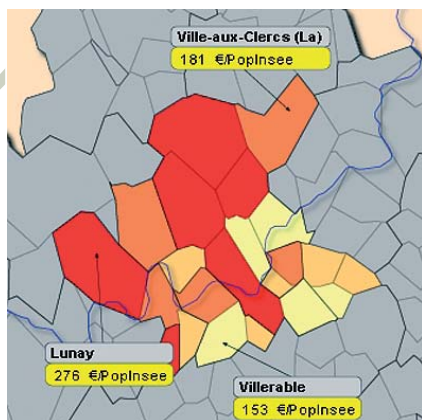 Ville-aux-Clercs (La)
181 €/PopInsee
Lunay
276 €/PopInsee
Villerable
153 €/PopInsee